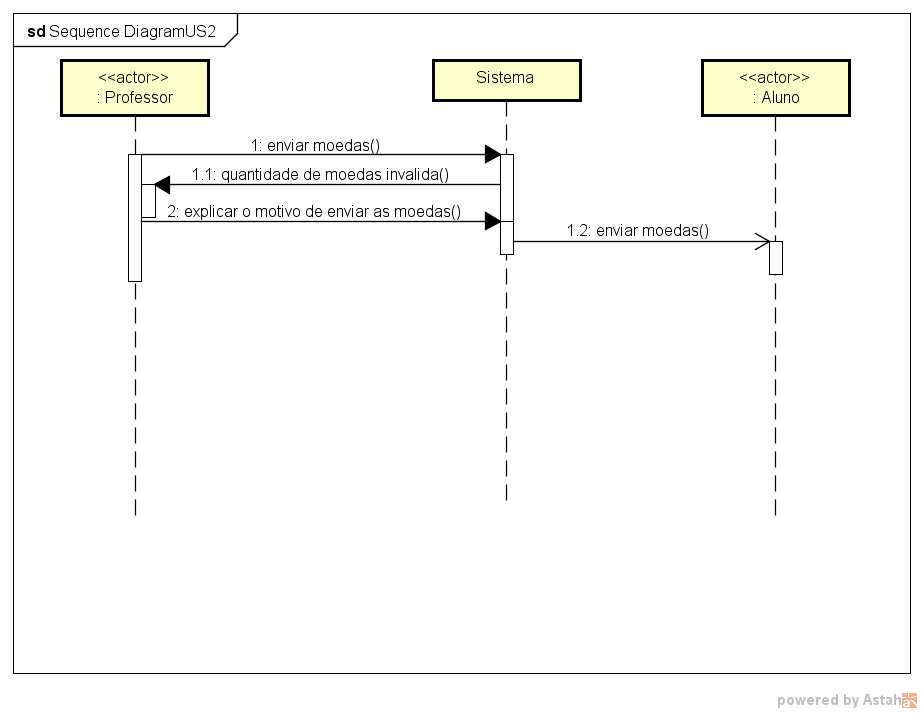 sd Sequence DiagramUS2
<<actor>>
: Professor
Sistema
<<actor>>
: Aluno
1: enviar moedas()
1.1: quantidade de moedas invalida()
2: explicar o motivo de enviar as moedas()
1.2: enviar moedas()
powered by Astah